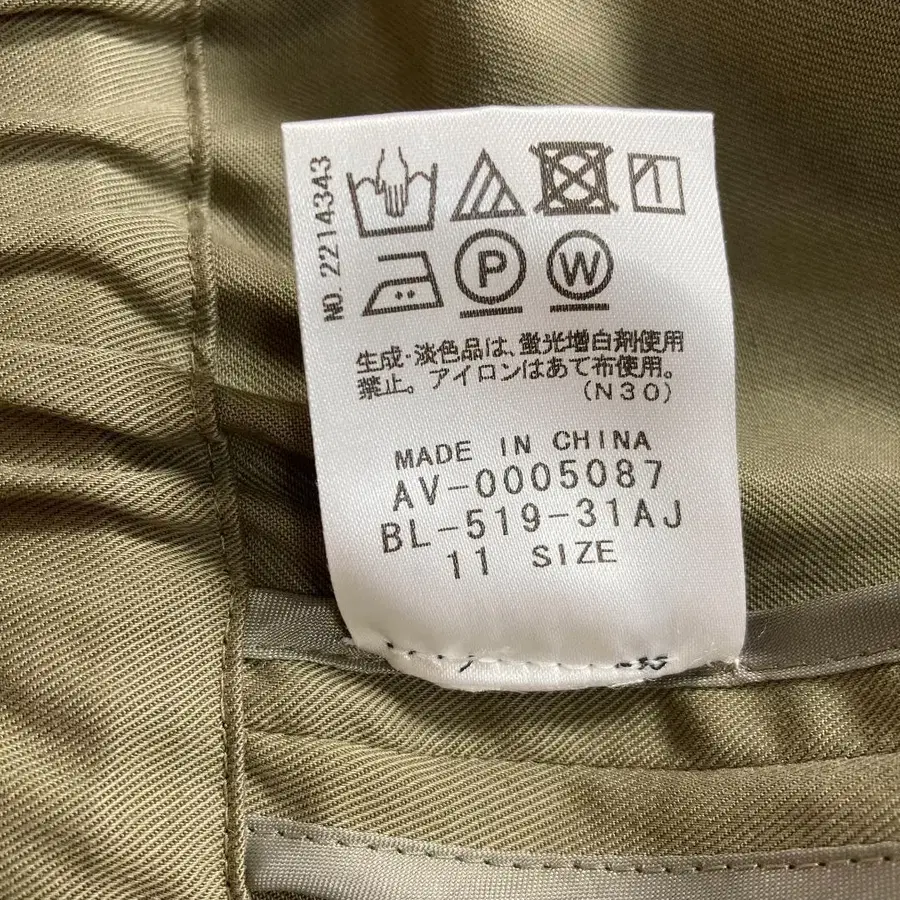 NO. 2214343
P
W
生成・淡色品は、蛍光増白剤使用
禁止。アイロンはあて布使用。
(N30)
MADE IN CHINA
AV-0005087
BL-519-31AJ
11 SIZE